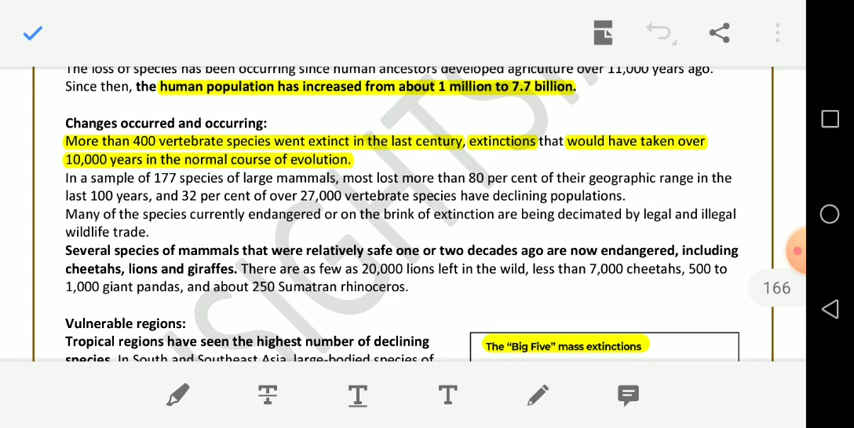 The loss of species has been occurring since human ancestors developed agriculture over 11,000 years ago.
Since then, the human population has increased from about 1 million to 7.7 billion.
Changes occurred and occurring:
More than 400 vertebrate species went extinct in the last century, extinctions that would have taken over
10,000 years in the normal course of evolution.
In a sample of 177 species of large mammals, most lost more than 80 per cent of their geographic range in the
last 100 years, and 32 per cent of over 27,000 vertebrate species have declining populations.
Many of the species currently endangered or on the brink of extinction are being decimated by legal and illegal
wildlife trade.
Several species of mammals that were relatively safe one or two decades ago are now endangered, including
cheetahs, lions and giraffes. There are as few as 20,000 lions left in the wild, less than 7,000 cheetahs, 500 to
1,000 giant pandas, and about 250 Sumatran rhinoceros.
166
Vulnerable regions:
Tropical regions have seen the highest number of declining
species. In South and Southeast Asia, large-bodied species of
The “Big Five” mass extinctions
T
T
T